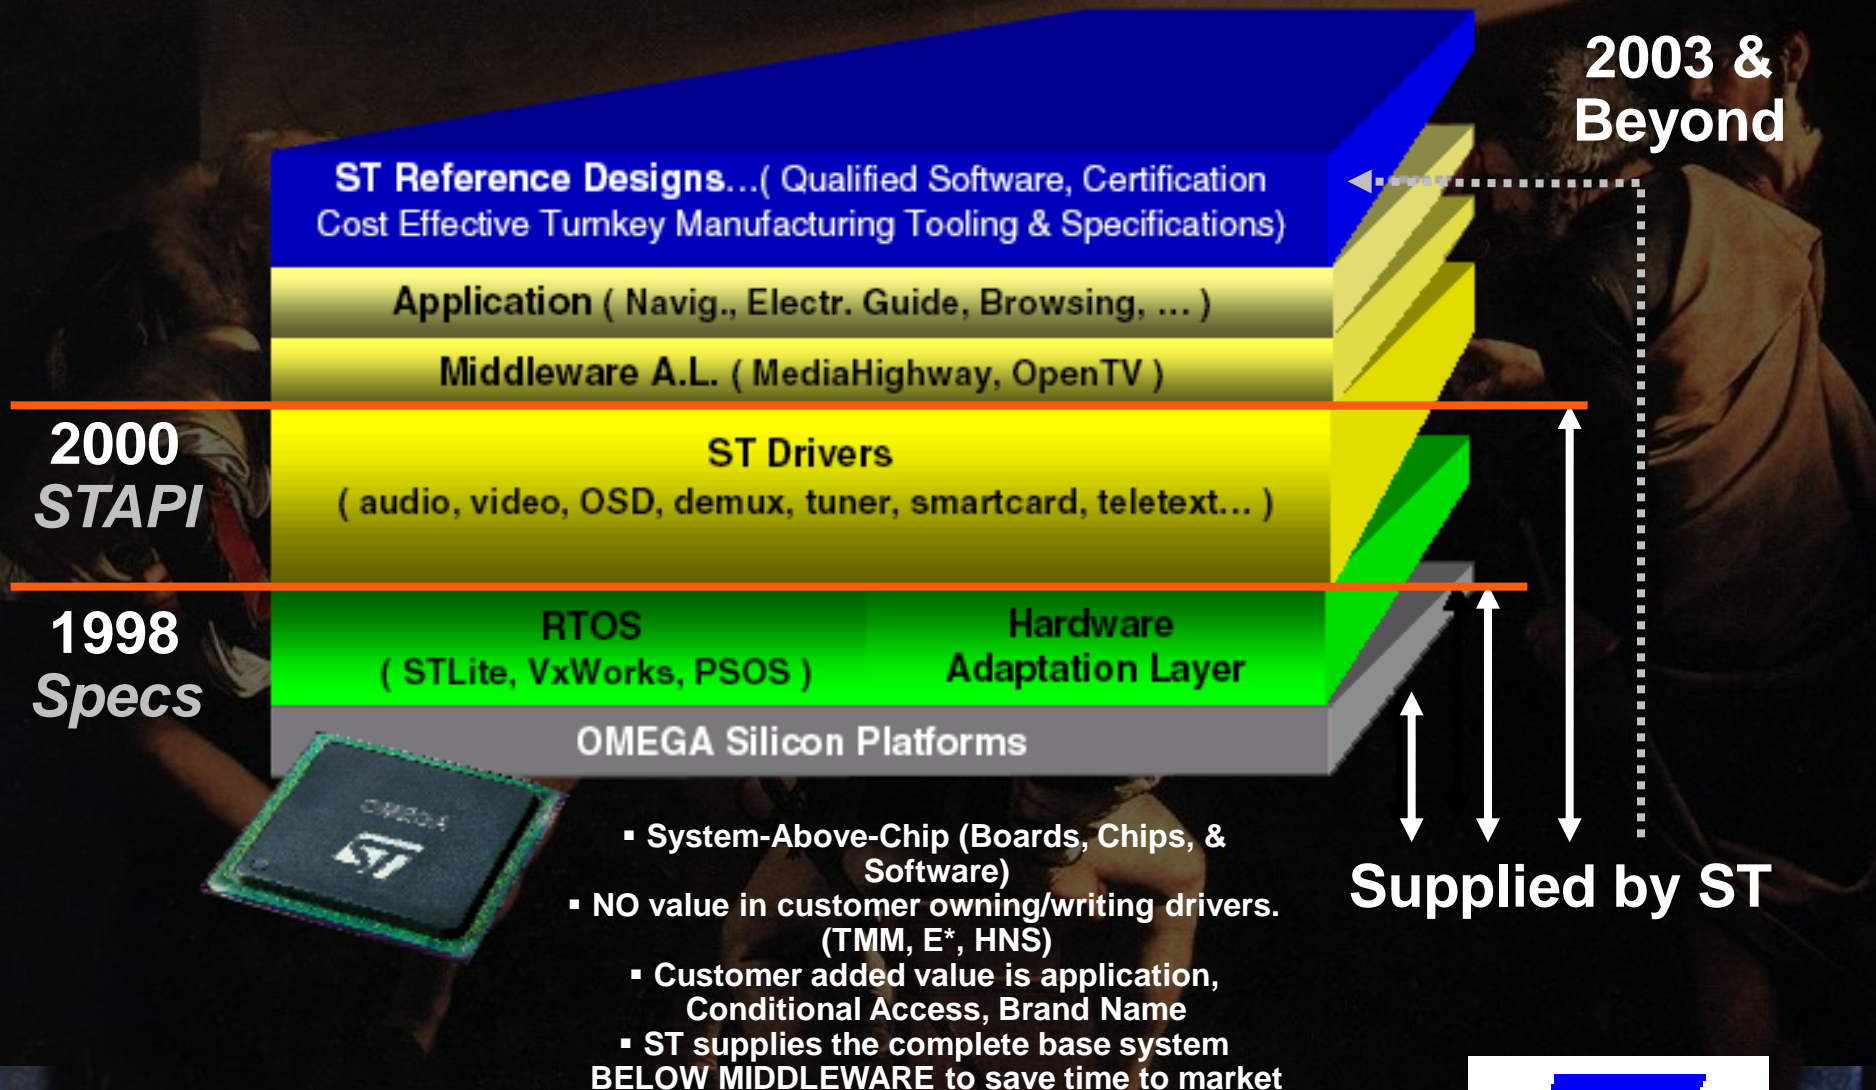 2003 &
Beyond
ST Reference Designs...( Qualified Software, Certification
Cost Effective Turnkey Manufacturing Tooling & Specifications)
Application ( Navig., Electr. Guide, Browsing, ... )
Middleware A.L. ( MediaHighway, OpenTV )
2000
STAPI
ST Drivers
( audio, video, OSD, demux, tuner, smartcard, teletext... )
1998
Specs
RTOS
( STLite, VxWorks, PSOS )
Hardware
Adaptation Layer
OMEGA Silicon Platforms
OMEGA
ST
▪ System-Above-Chip (Boards, Chips, &
Software)
▪ NO value in customer owning/writing drivers.
(TMM, E*, HNS)
▪ Customer added value is application,
Conditional Access, Brand Name
▪ ST supplies the complete base system
BELOW MIDDLEWARE to save time to market
Supplied by ST